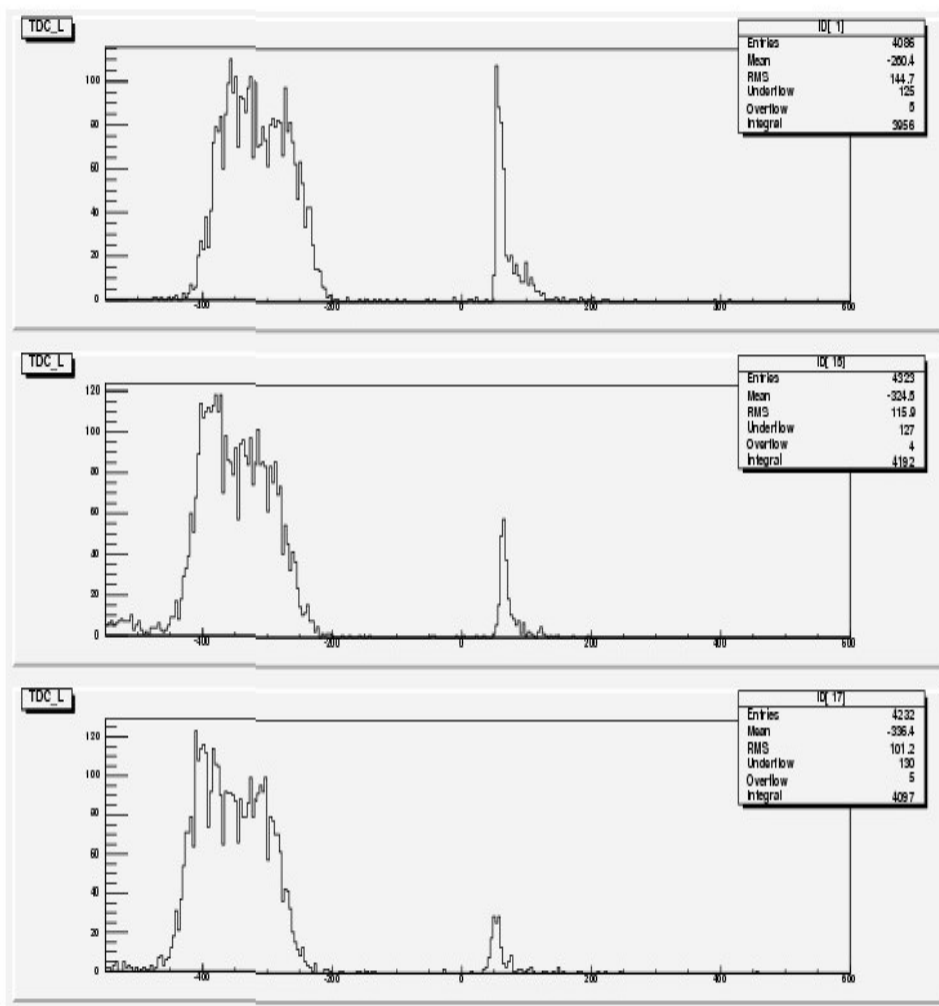 TDC_L
ID[ 1]
Entries 4086
Mean -260.4
RMS 144.7
Underflow 125
Overflow 5
Integral 3956
100
80
60
40
20
0
-400 -200 0 200 400 600
TDC_L
ID[ 15]
Entries 4323
Mean -324.5
RMS 115.9
Underflow 127
Overflow 4
Integral 4192
120
100
80
60
40
20
0
-400 -200 0 200 400 600
TDC_L
ID[ 17]
Entries 4232
Mean -336.4
RMS 101.2
Underflow 130
Overflow 5
Integral 4097
120
100
80
60
40
20
0
-400 -200 0 200 400 600